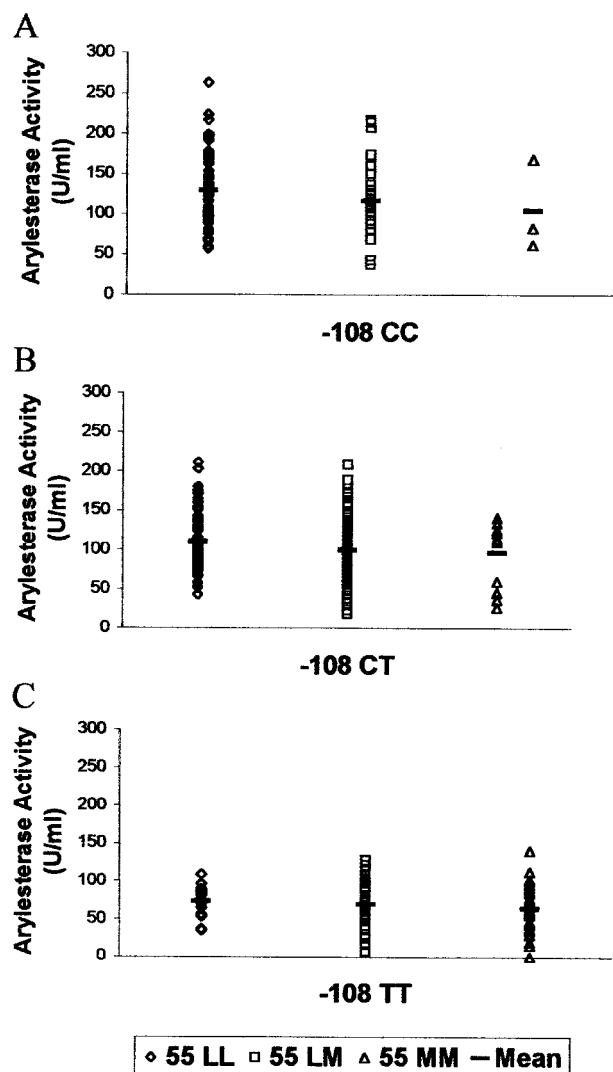 A
Arylesterase Activity
(U/ml)
300
250
200
150
100
50
0
-108 CC
B
Arylesterase Activity
(U/ml)
300
250
200
150
100
50
0
-108 CT
C
Arylesterase Activity
(U/ml)
300
250
200
150
100
50
0
-108 TT
55 LL 55 LM 55 MM Mean